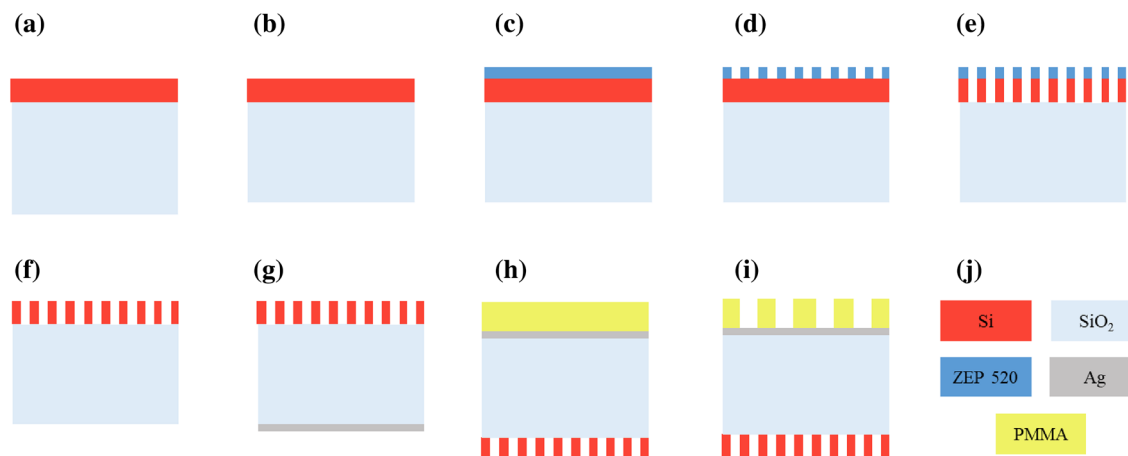 (a)
(b)
(c)
(d)
(e)
(f)
(g)
(h)
(i)
(j)
Si
SiO₂
ZEP 520
Ag
PMMA